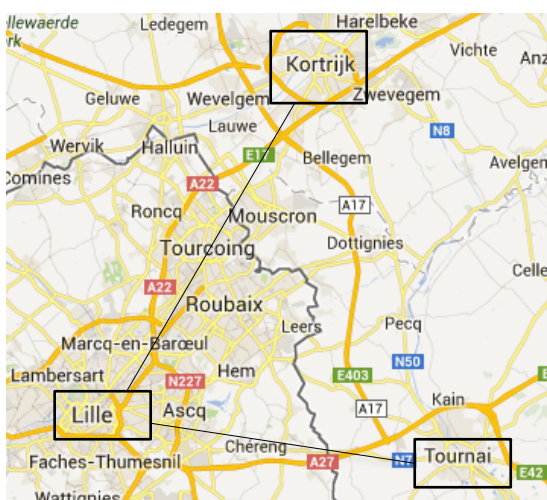 Ledegem
Harelbeke
Vichte
Kortrijk
Geluwe
Wevelgem
Zwevegem
Lauwe
N8
Wervik
Halluin
E17
Bellegem
Avelgem
Comines
A22
Roncq
Mouscron
A17
Tourcoing
Dottignies
Celle
A22
Roubaix
Leers
Pecq
Marcq-en-Barœul
Lambersart
Hem
N50
N227
E403
Lille
Ascq
A17
Kain
Chéreng
A27
N7
Tournai
Faches-Thumesnil
E42
Wattignies